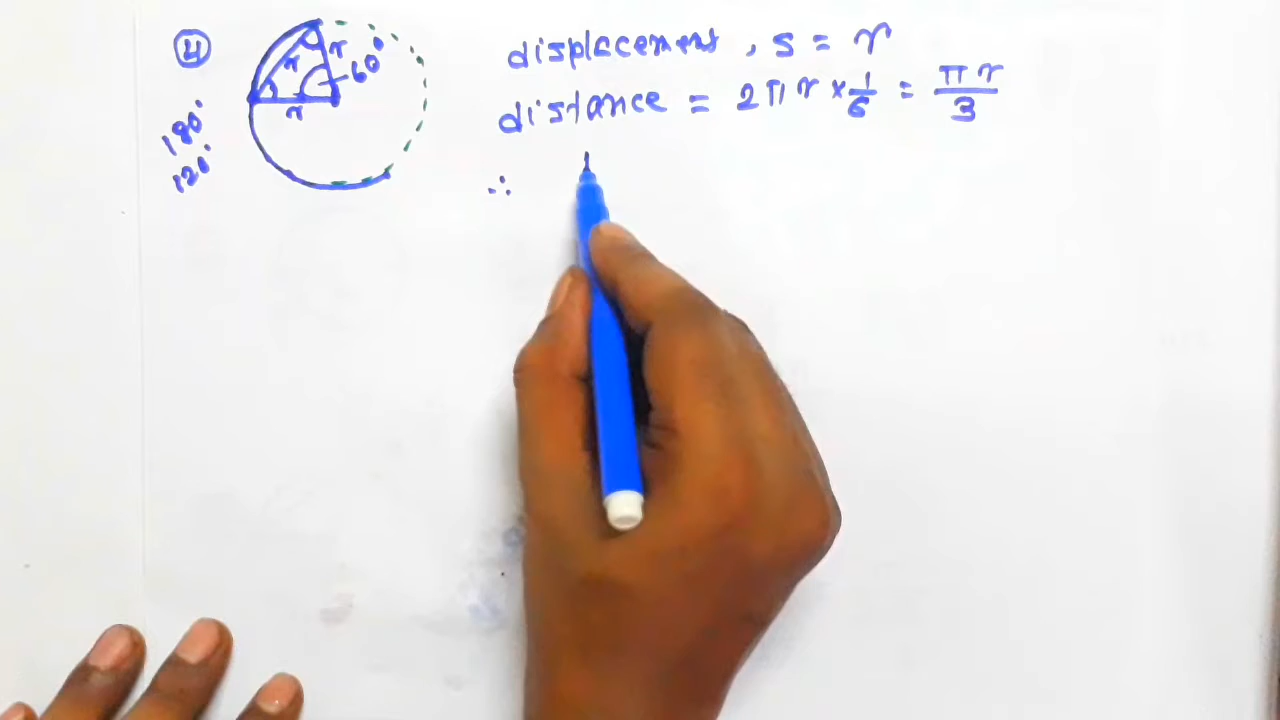 ④
r
r
r
60°
180°
120°
displacement, s = r
distance = 2πr × 1/6 = πr/3
∴